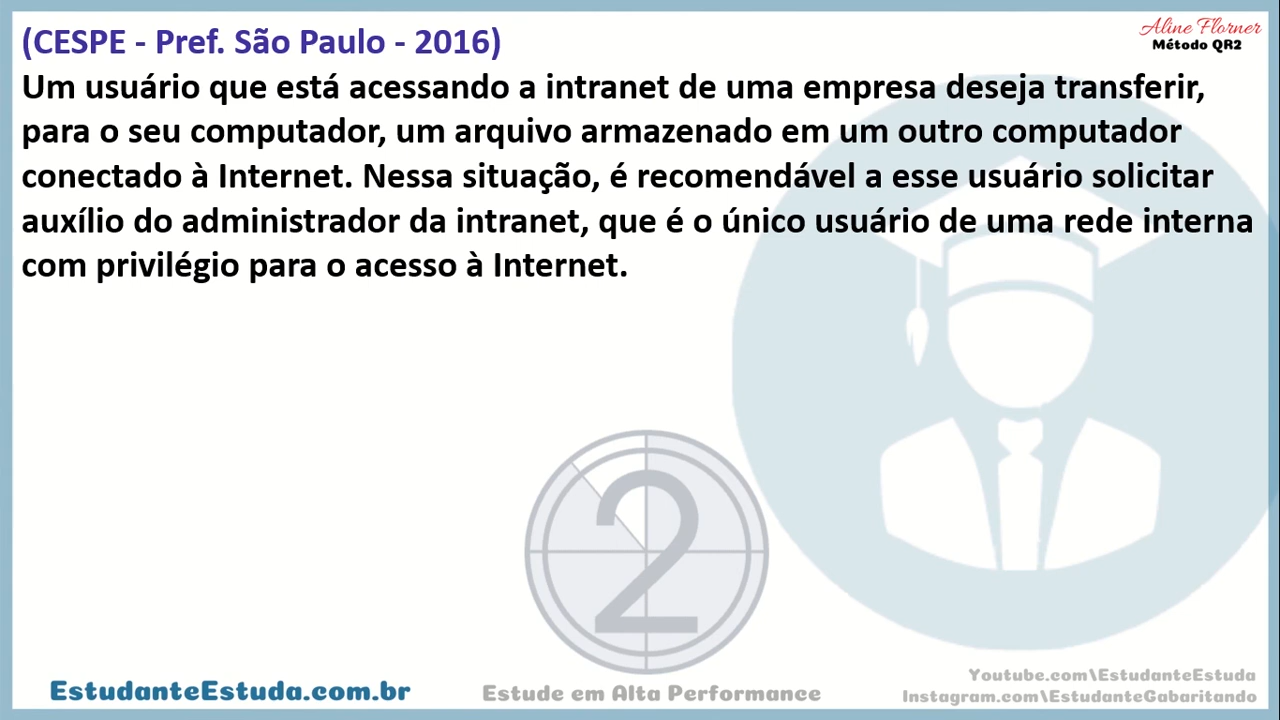 Aline Florner
Método QR2
(CESPE - Pref. São Paulo - 2016)
Um usuário que está acessando a intranet de uma empresa deseja transferir,
para o seu computador, um arquivo armazenado em um outro computador
conectado à Internet. Nessa situação, é recomendável a esse usuário solicitar
auxílio do administrador da intranet, que é o único usuário de uma rede interna
com privilégio para o acesso à Internet.
2
EstudanteEstuda.com.br
Estude em Alta Performance
Youtube.com\EstudanteEstuda
Instagram.com\EstudanteGabaritando